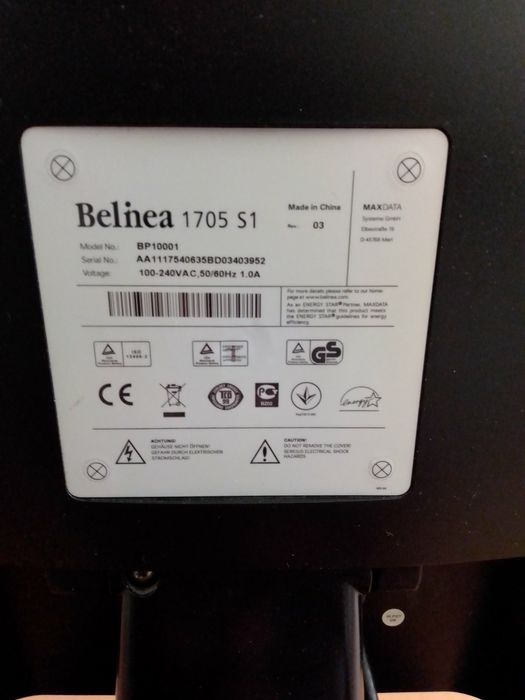 Belinea 1705 S1
Made in China
Rev.: 03
MAXDATA
Systeme GmbH
Elbestraße 16
D-45768 Marl
Model No.: BP10001
Serial No.: AA1117540635BD03403952
Voltage: 100-240VAC,50/60Hz 1.0A
For more details please refer to our home-
page at www.belinea.com.
As an ENERGY STAR® Partner, MAXDATA
has determined that this product meets
the ENERGY STAR® guidelines for energy
efficiency.
ISO
13406-2
GS
CE
TCO
99
energy
ACHTUNG!
GEHÄUSE NICHT ÖFFNEN!
GEFAHR DURCH ELEKTRISCHEN
STROMSCHLAG!
CAUTION!
DO NOT REMOVE THE COVER!
SERIOUS ELECTRICAL SHOCK
HAZARDS